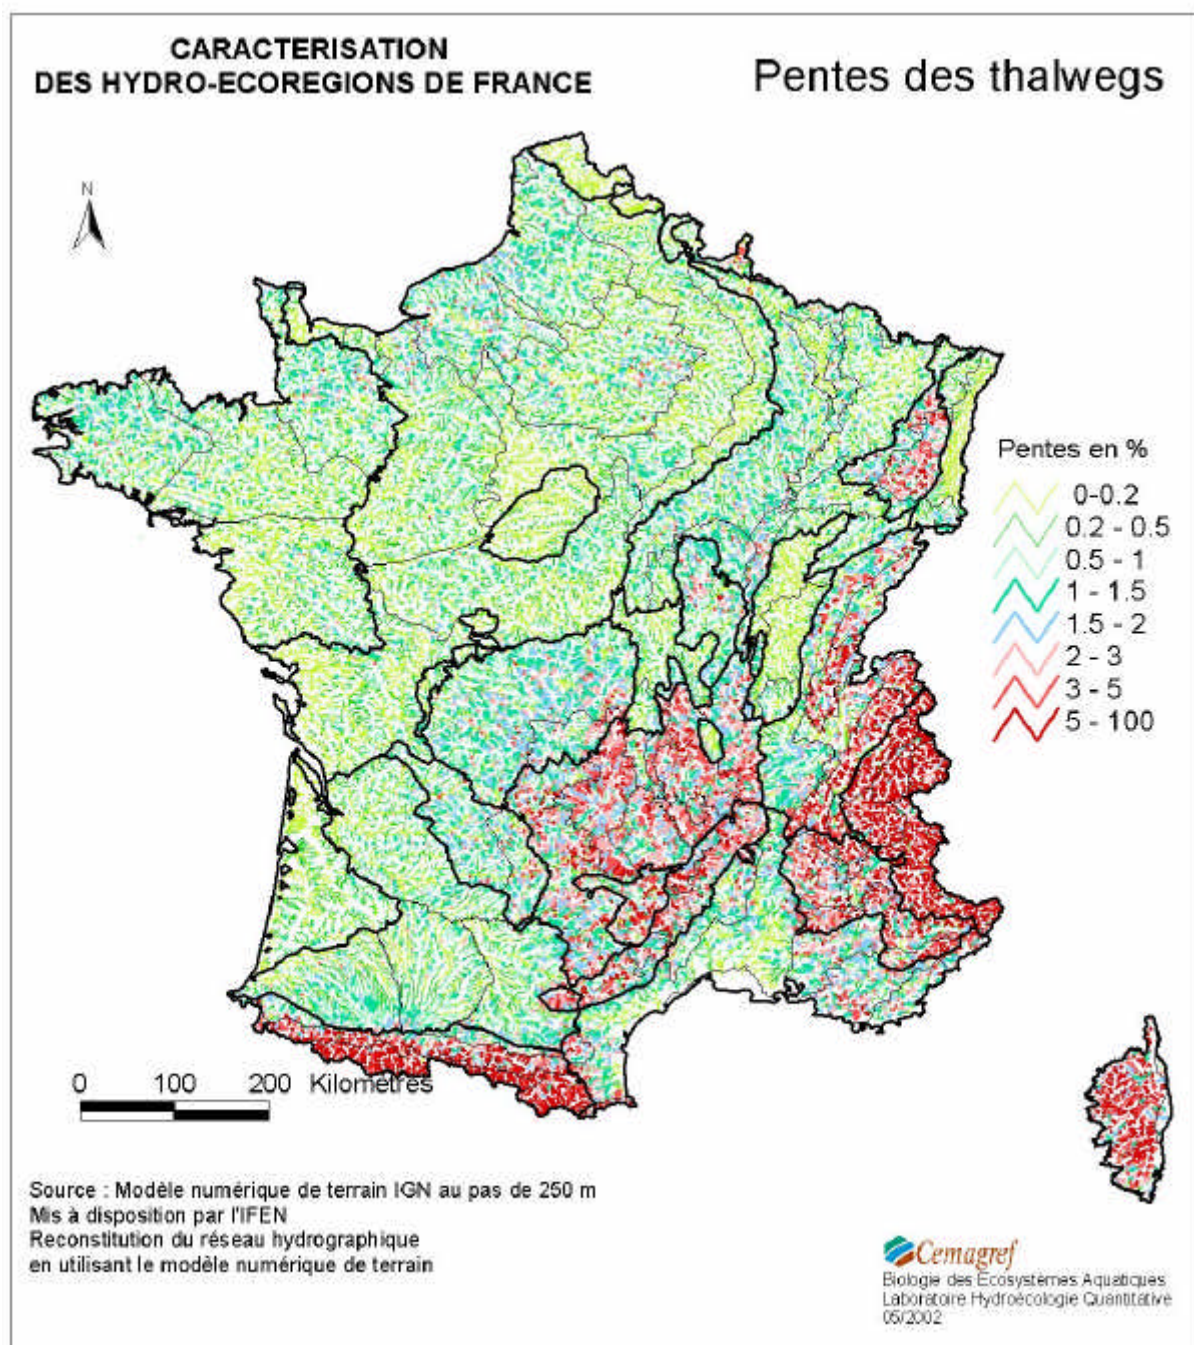 CARACTERISATION
DES HYDRO-ECOREGIONS DE FRANCE
Pentes des thalwegs
N
Pentes en %
0-0.2
0.2 - 0.5
0.5 - 1
1 - 1.5
1.5 - 2
2 - 3
3 - 5
5 - 100
0 100 200 Kilomètres
Source : Modèle numérique de terrain IGN au pas de 250 m
Mis à disposition par l'IFEN
Reconstitution du réseau hydrographique
en utilisant le modèle numérique de terrain
Cemagref
Biologie des Ecosystèmes Aquatiques
Laboratoire Hydroécologie Quantitative
05/2002